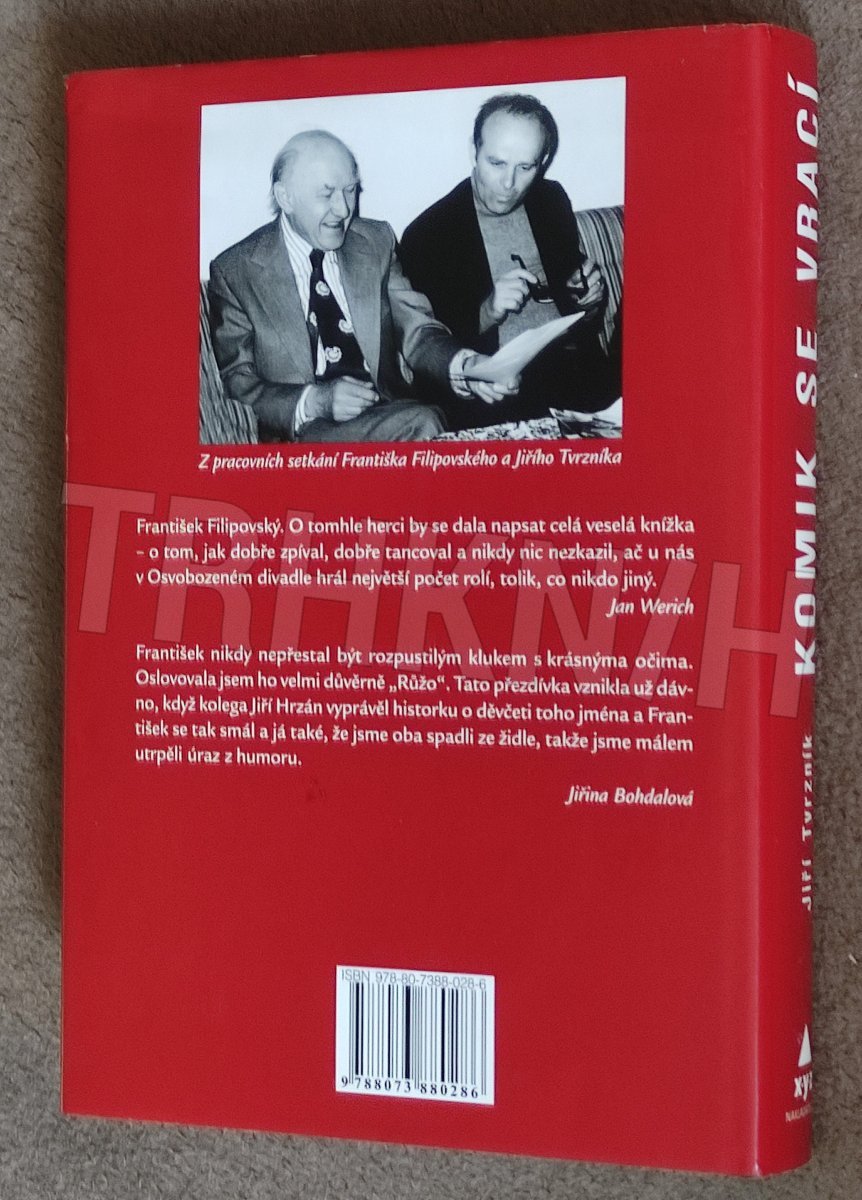 Z pracovních setkání Františka Filipovského a Jiřího Tvrzníka
František Filipovský. O tomhle herci by se dala napsat celá veselá knížka
– o tom, jak dobře zpíval, dobře tancoval a nikdy nic nezkazil, ač u nás
v Osvobozeném divadle hrál největší počet rolí, tolik, co nikdo jiný.
Jan Werich
František nikdy nepřestal být rozpustilým klukem s krásnýma očima.
Oslovovala jsem ho velmi důvěrně „Růžo“. Tato přezdívka vznikla už dáv-
no, když kolega Jiří Hrzán vyprávěl historku o děvčeti toho jména a Fran-
tišek se tak smál a já také, že jsme oba spadli ze židle, takže jsme málem
utrpěli úraz z humoru.
Jiřina Bohdalová
ISBN 978-80-7388-028-6
9 788073 880286
Jiří Tvrzník KOMIK SE VRACÍ
TRHKNIH